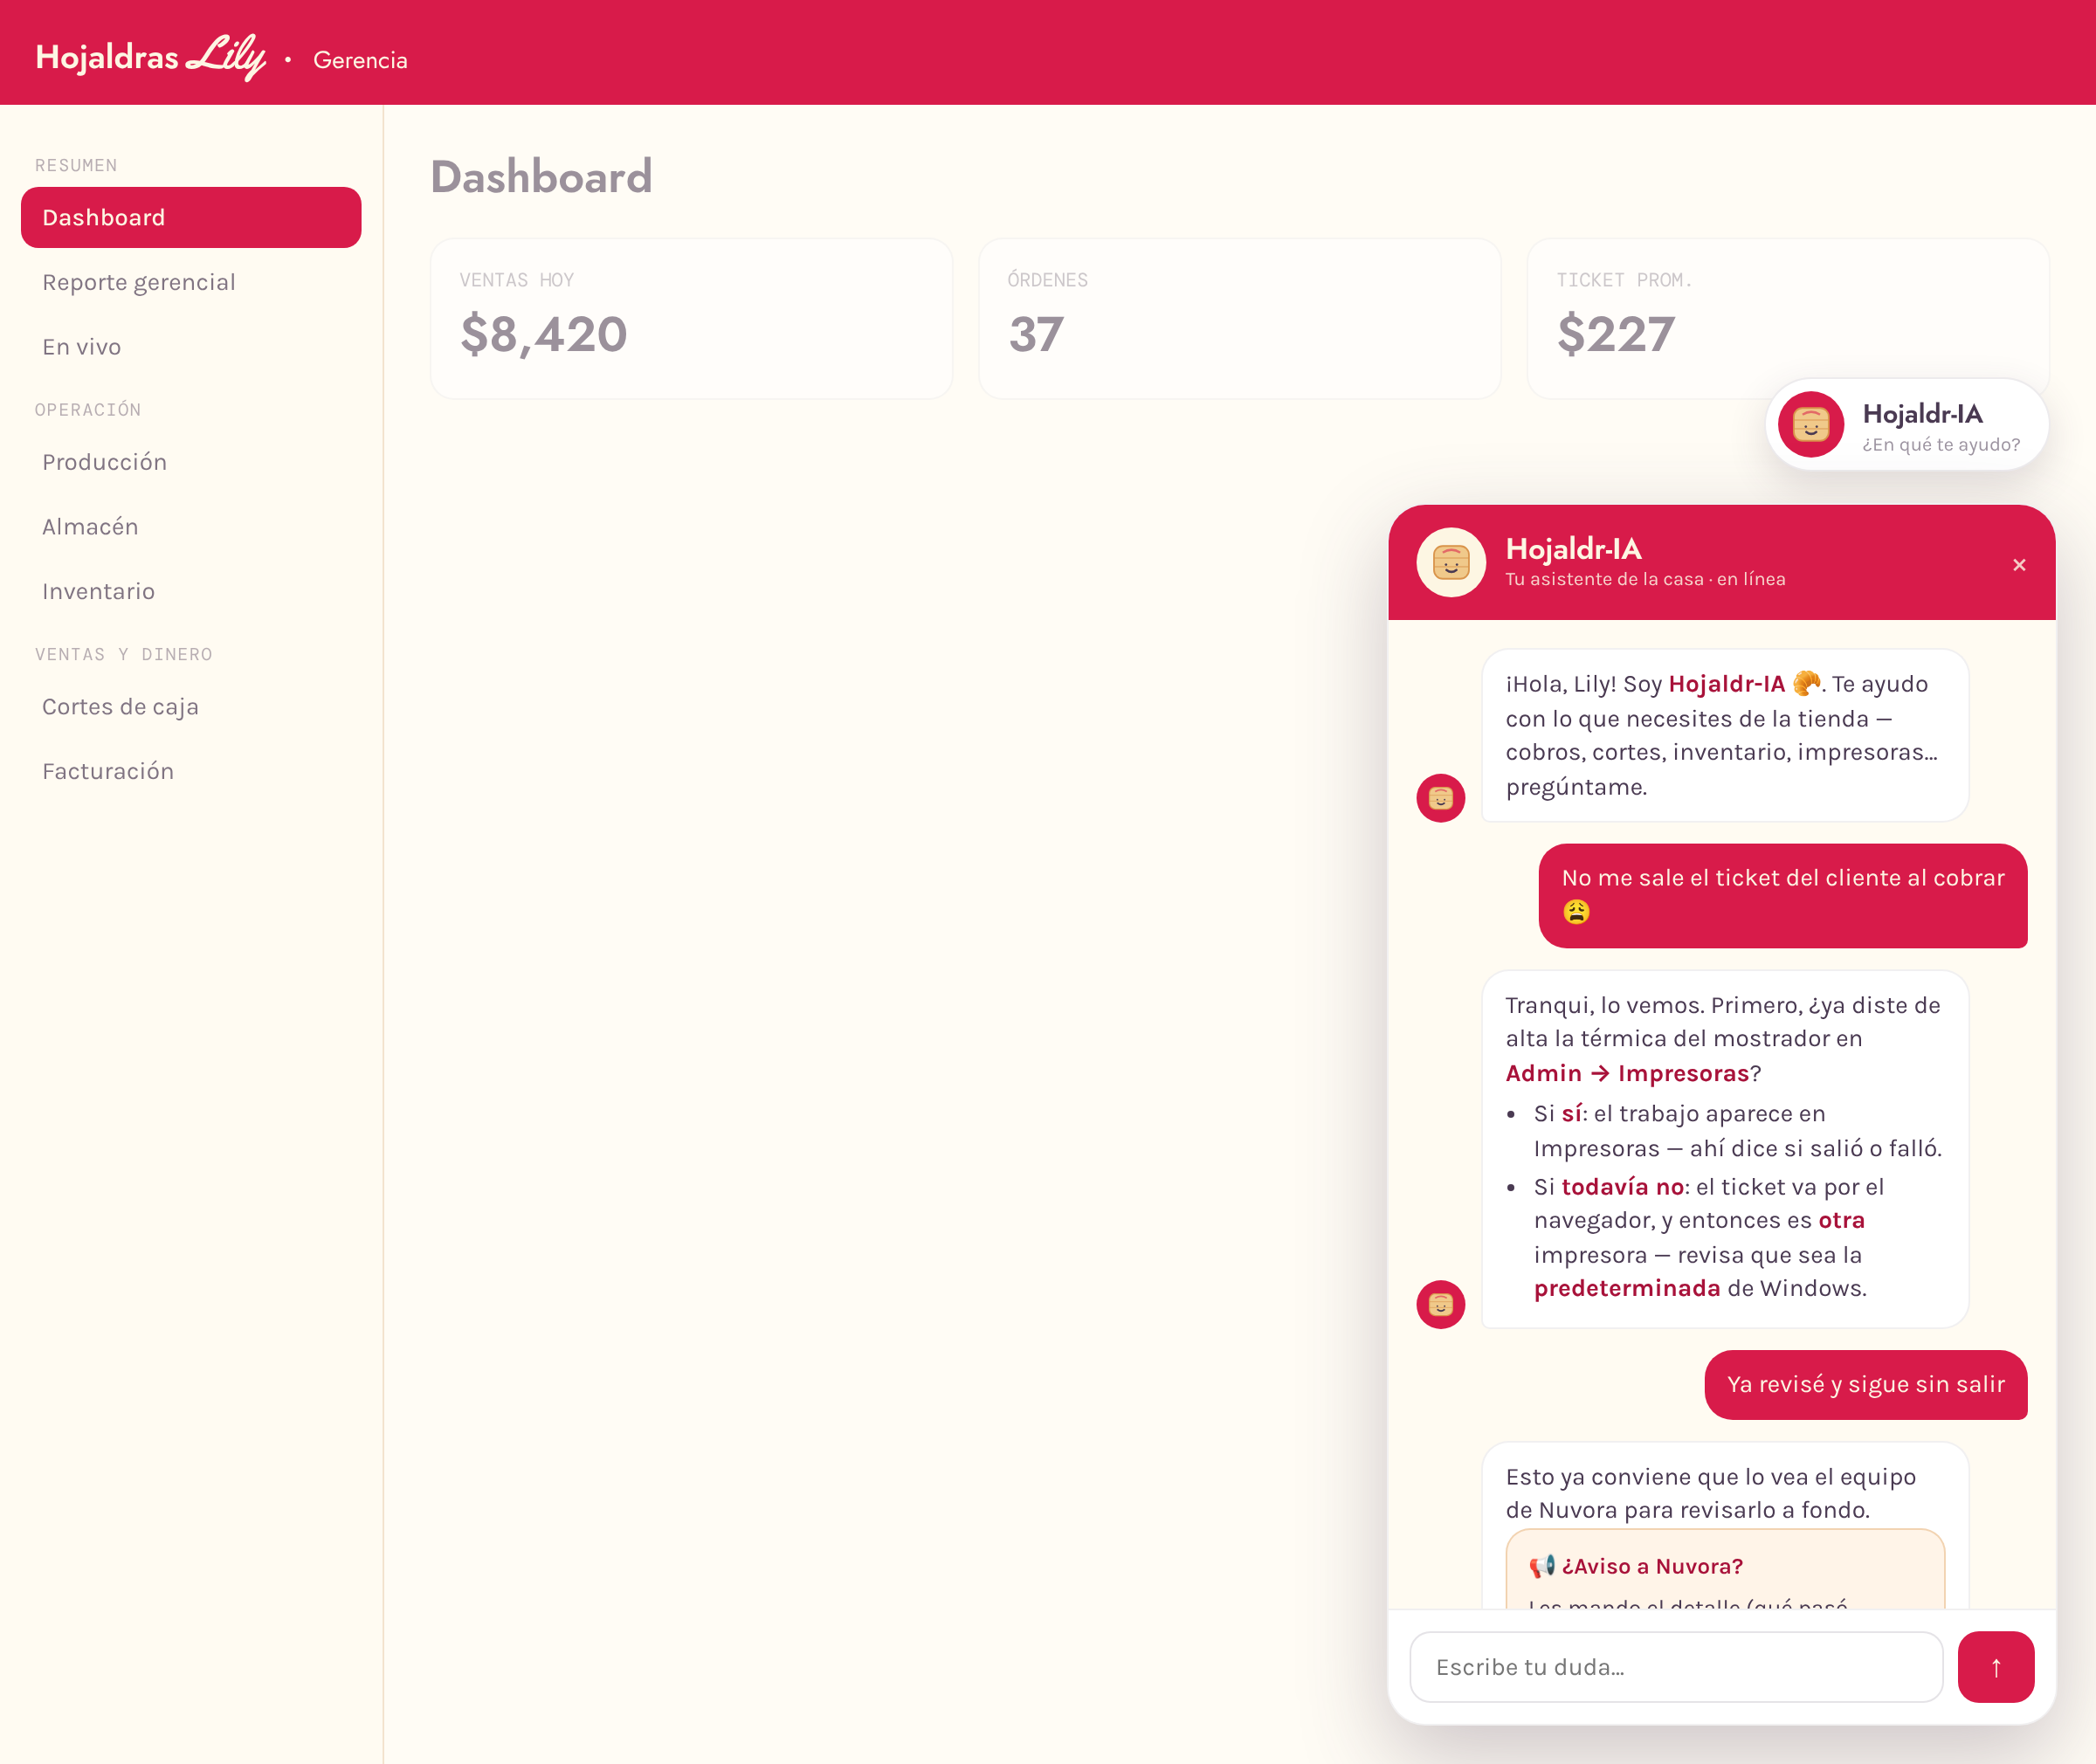 Hojaldras Lily · Gerencia
RESUMEN
Dashboard
Reporte gerencial
En vivo
OPERACIÓN
Producción
Almacén
Inventario
VENTAS Y DINERO
Cortes de caja
Facturación
Dashboard
VENTAS HOY
$8,420
ÓRDENES
37
TICKET PROM.
$227
Hojaldr-IA
¿En qué te ayudo?
Hojaldr-IA
Tu asistente de la casa · en línea
×
¡Hola, Lily! Soy Hojaldr-IA 🥐. Te ayudo
con lo que necesites de la tienda —
cobros, cortes, inventario, impresoras…
pregúntame.
No me sale el ticket del cliente al cobrar
😩
Tranqui, lo vemos. Primero, ¿ya diste de
alta la térmica del mostrador en
Admin → Impresoras?
• Si sí: el trabajo aparece en
Impresoras — ahí dice si salió o falló.
• Si todavía no: el ticket va por el
navegador, y entonces es otra
impresora — revisa que sea la
predeterminada de Windows.
Ya revisé y sigue sin salir
Esto ya conviene que lo vea el equipo
de Nuvora para revisarlo a fondo.
📢 ¿Aviso a Nuvora?
Les mando el detalle (qué pasó,
Escribe tu duda…
↑